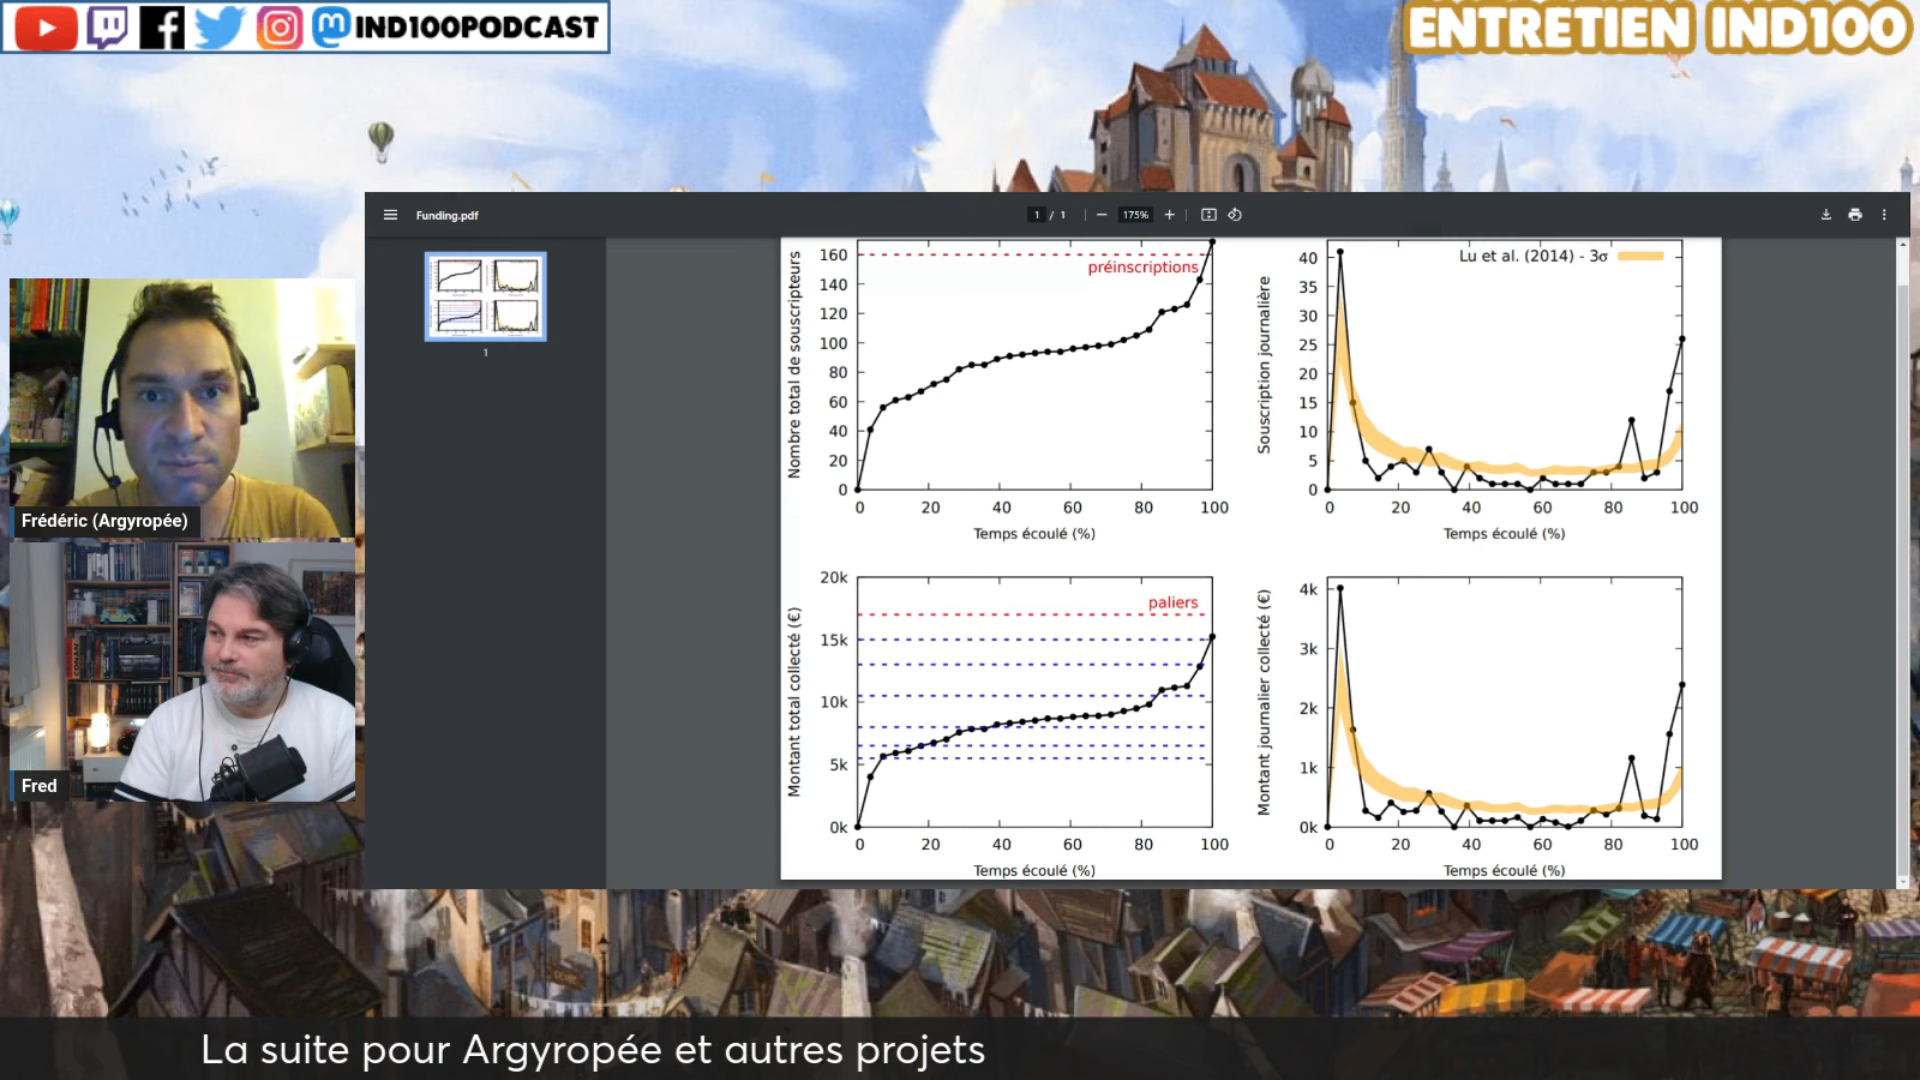 IND100PODCAST
ENTRETIEN IND100
Funding.pdf
1 / 1
175%
1
Frédéric (Argyropée)
Fred
Nombre total de souscripteurs
160
140
120
100
80
60
40
20
0
préinscriptions
0 20 40 60 80 100
Temps écoulé (%)
Souscription journalière
40
35
30
25
20
15
10
5
0
Lu et al. (2014) - 3σ
0 20 40 60 80 100
Temps écoulé (%)
Montant total collecté (€)
20k
15k
10k
5k
0k
paliers
0 20 40 60 80 100
Temps écoulé (%)
Montant journalier collecté (€)
4k
3k
2k
1k
0k
0 20 40 60 80 100
Temps écoulé (%)
La suite pour Argyropée et autres projets